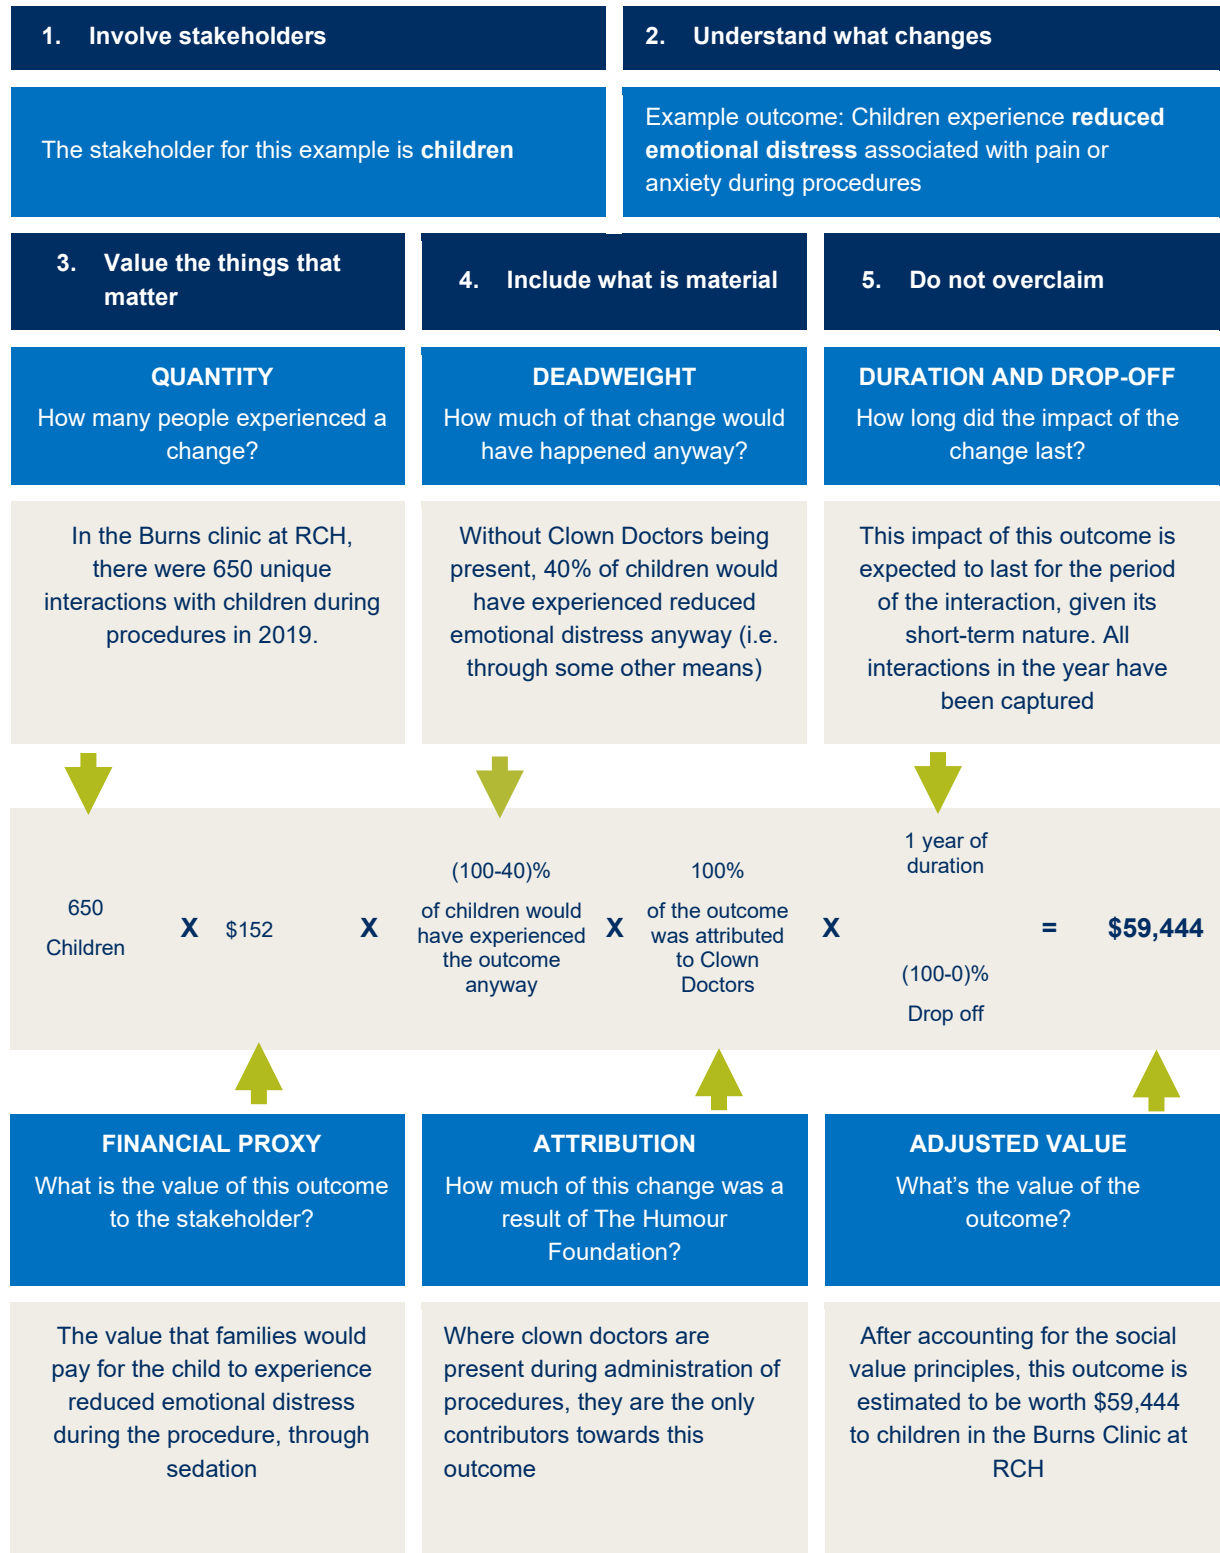 1. Involve stakeholders
2. Understand what changes
The stakeholder for this example is children
Example outcome: Children experience reduced
emotional distress associated with pain or
anxiety during procedures
3. Value the things that
matter
4. Include what is material
5. Do not overclaim
QUANTITY
How many people experienced a
change?
DEADWEIGHT
How much of that change would
have happened anyway?
DURATION AND DROP-OFF
How long did the impact of the
change last?
In the Burns clinic at RCH,
there were 650 unique
interactions with children during
procedures in 2019.
Without Clown Doctors being
present, 40% of children would
have experienced reduced
emotional distress anyway (i.e.
through some other means)
This impact of this outcome is
expected to last for the period
of the interaction, given its
short-term nature. All
interactions in the year have
been captured
650
Children
X
$152
X
(100-40)%
of children would
have experienced
the outcome
anyway
X
100%
of the outcome
was attributed
to Clown
Doctors
X
1 year of
duration
(100-0)%
Drop off
=
$59,444
FINANCIAL PROXY
What is the value of this outcome
to the stakeholder?
ATTRIBUTION
How much of this change was a
result of The Humour
Foundation?
ADJUSTED VALUE
What’s the value of the
outcome?
The value that families would
pay for the child to experience
reduced emotional distress
during the procedure, through
sedation
Where clown doctors are
present during administration of
procedures, they are the only
contributors towards this
outcome
After accounting for the social
value principles, this outcome is
estimated to be worth $59,444
to children in the Burns Clinic at
RCH